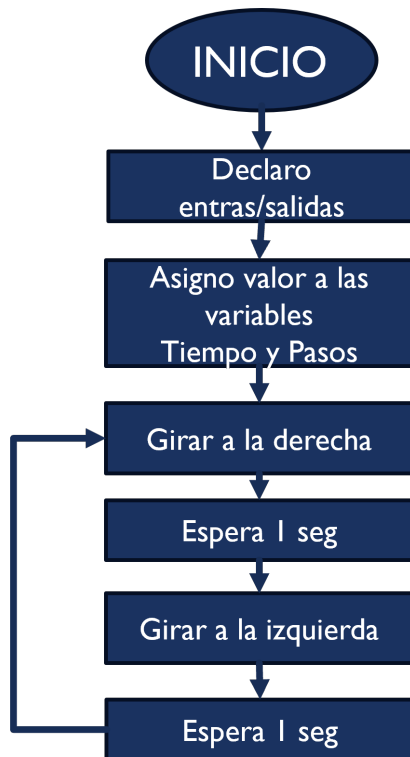 INICIO
Declaro
entras/salidas
Asigno valor a las
variables
Tiempo y Pasos
Girar a la derecha
Espera 1 seg
Girar a la izquierda
Espera 1 seg